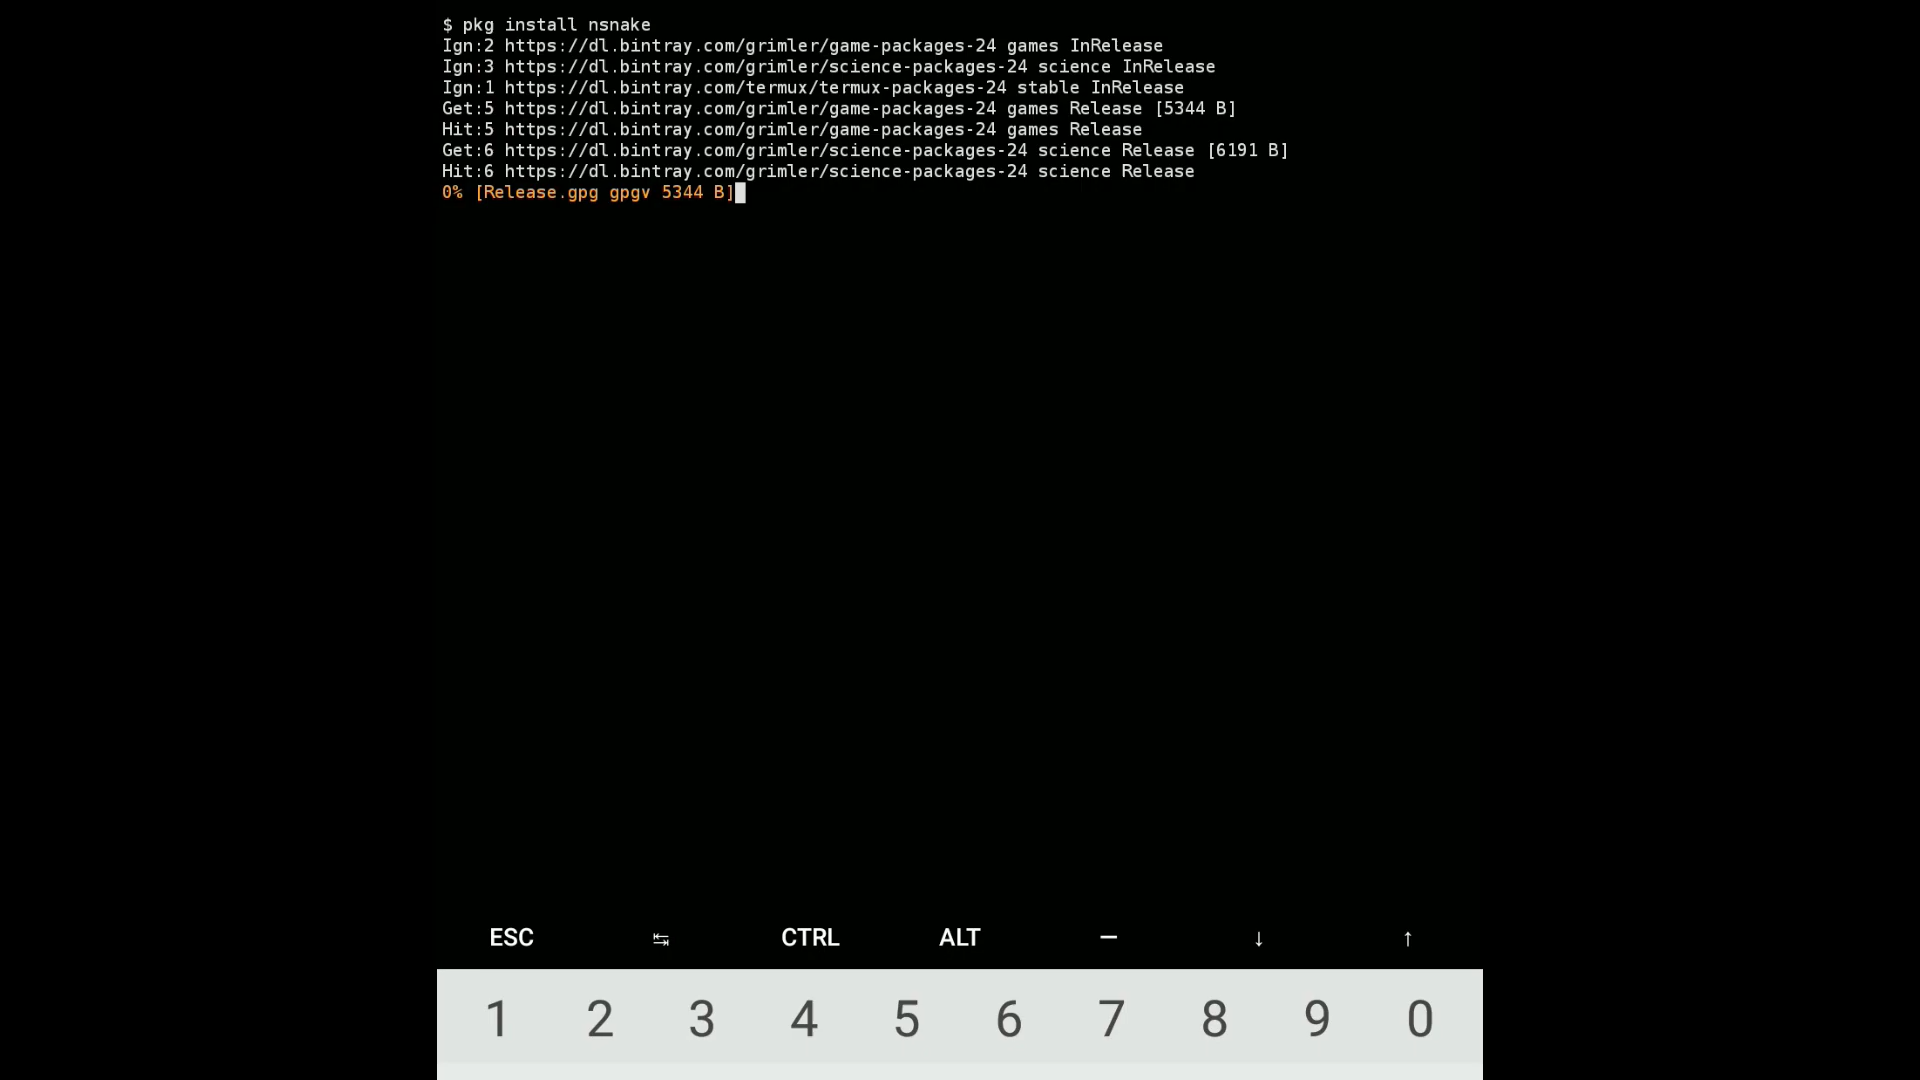 $ pkg install nsnake
Ign:2 https://dl.bintray.com/grimler/game-packages-24 games InRelease
Ign:3 https://dl.bintray.com/grimler/science-packages-24 science InRelease
Ign:1 https://dl.bintray.com/termux/termux-packages-24 stable InRelease
Get:5 https://dl.bintray.com/grimler/game-packages-24 games Release [5344 B]
Hit:5 https://dl.bintray.com/grimler/game-packages-24 games Release
Get:6 https://dl.bintray.com/grimler/science-packages-24 science Release [6191 B]
Hit:6 https://dl.bintray.com/grimler/science-packages-24 science Release
0% [Release.gpg gpgv 5344 B]
ESC ↹ CTRL ALT — ↓ ↑
1 2 3 4 5 6 7 8 9 0